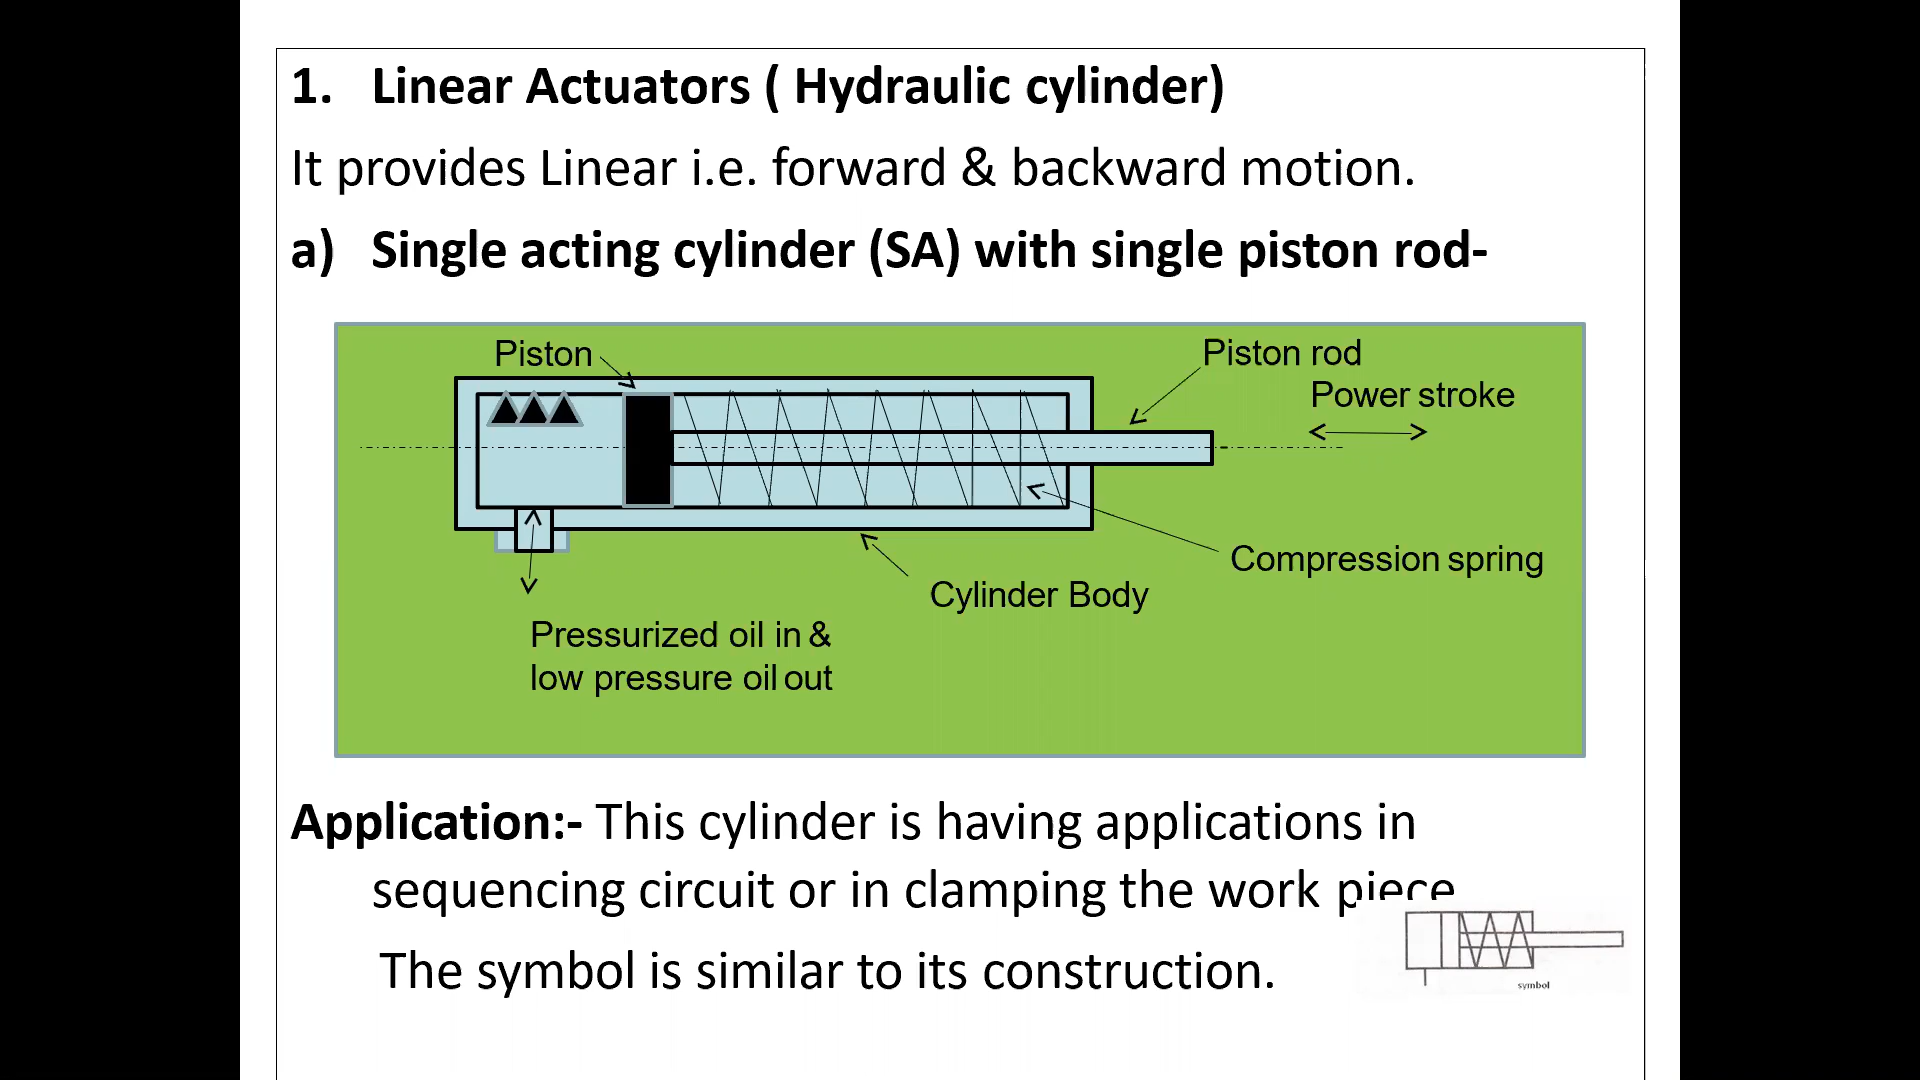 1. Linear Actuators ( Hydraulic cylinder)
It provides Linear i.e. forward & backward motion.
a) Single acting cylinder (SA) with single piston rod-
Piston
Piston rod
Power stroke
Compression spring
Cylinder Body
Pressurized oil in &
low pressure oil out
Application:- This cylinder is having applications in
sequencing circuit or in clamping the work piece
The symbol is similar to its construction.
symbol